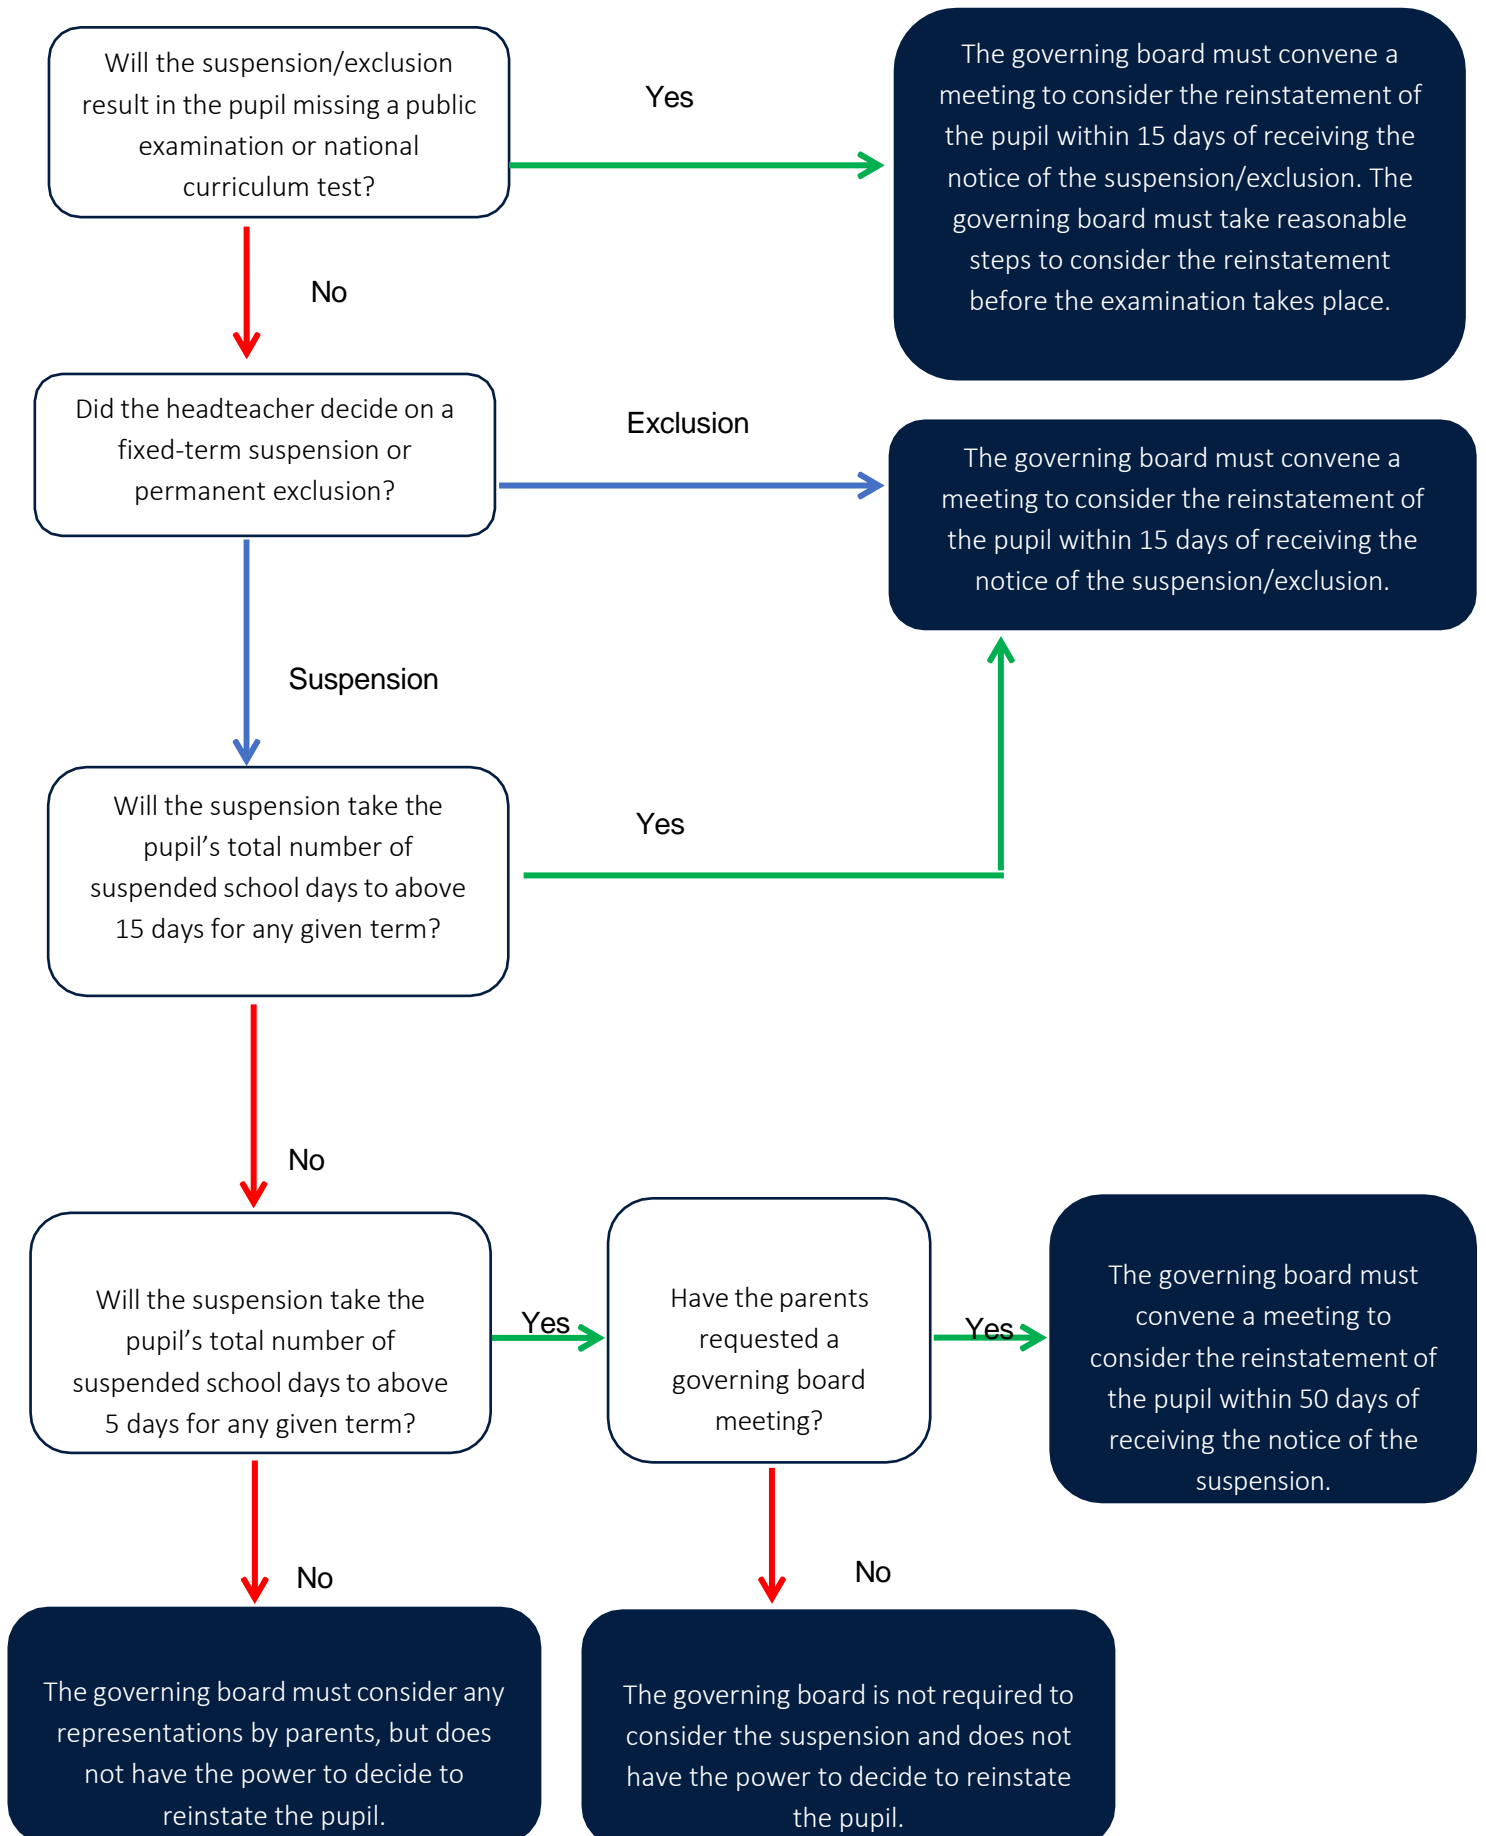 Will the suspension/exclusion
result in the pupil missing a public
examination or national
curriculum test?
Yes
The governing board must convene a
meeting to consider the reinstatement of
the pupil within 15 days of receiving the
notice of the suspension/exclusion. The
governing board must take reasonable
steps to consider the reinstatement
before the examination takes place.
No
Did the headteacher decide on a
fixed-term suspension or
permanent exclusion?
Exclusion
The governing board must convene a
meeting to consider the reinstatement of
the pupil within 15 days of receiving the
notice of the suspension/exclusion.
Suspension
Will the suspension take the
pupil’s total number of
suspended school days to above
15 days for any given term?
Yes
No
Will the suspension take the
pupil’s total number of
suspended school days to above
5 days for any given term?
Yes
Have the parents
requested a
governing board
meeting?
Yes
The governing board must
convene a meeting to
consider the reinstatement of
the pupil within 50 days of
receiving the notice of the
suspension.
No
No
The governing board must consider any
representations by parents, but does
not have the power to decide to
reinstate the pupil.
The governing board is not required to
consider the suspension and does not
have the power to decide to reinstate
the pupil.